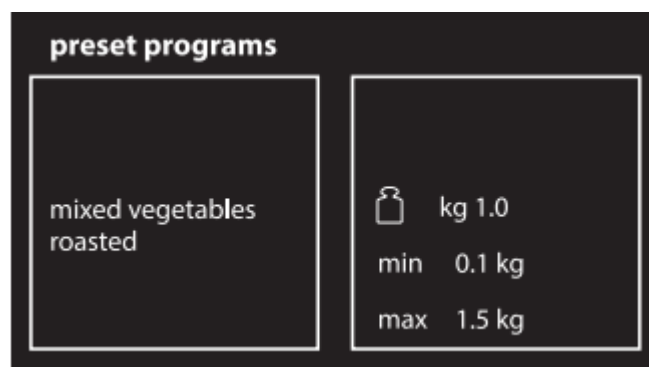 preset programs
mixed vegetables
roasted
kg 1.0
min 0.1 kg
max 1.5 kg